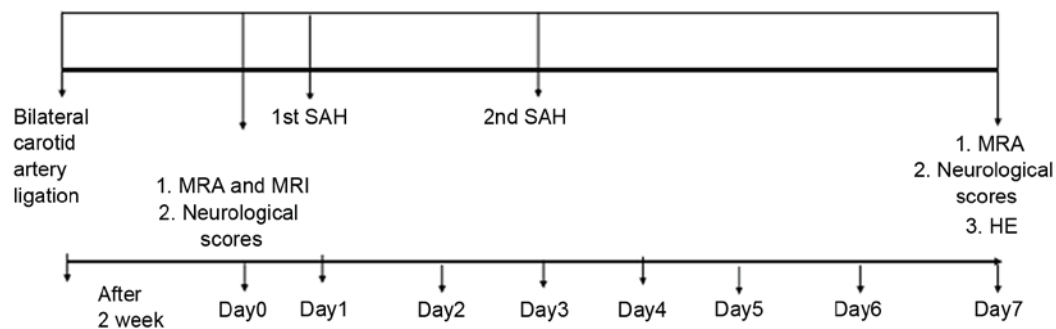 Bilateral
carotid
artery
ligation
1. MRA and MRI
2. Neurological
scores
1st SAH
2nd SAH
1. MRA
2. Neurological
scores
3. HE
After
2 week
Day0
Day1
Day2
Day3
Day4
Day5
Day6
Day7